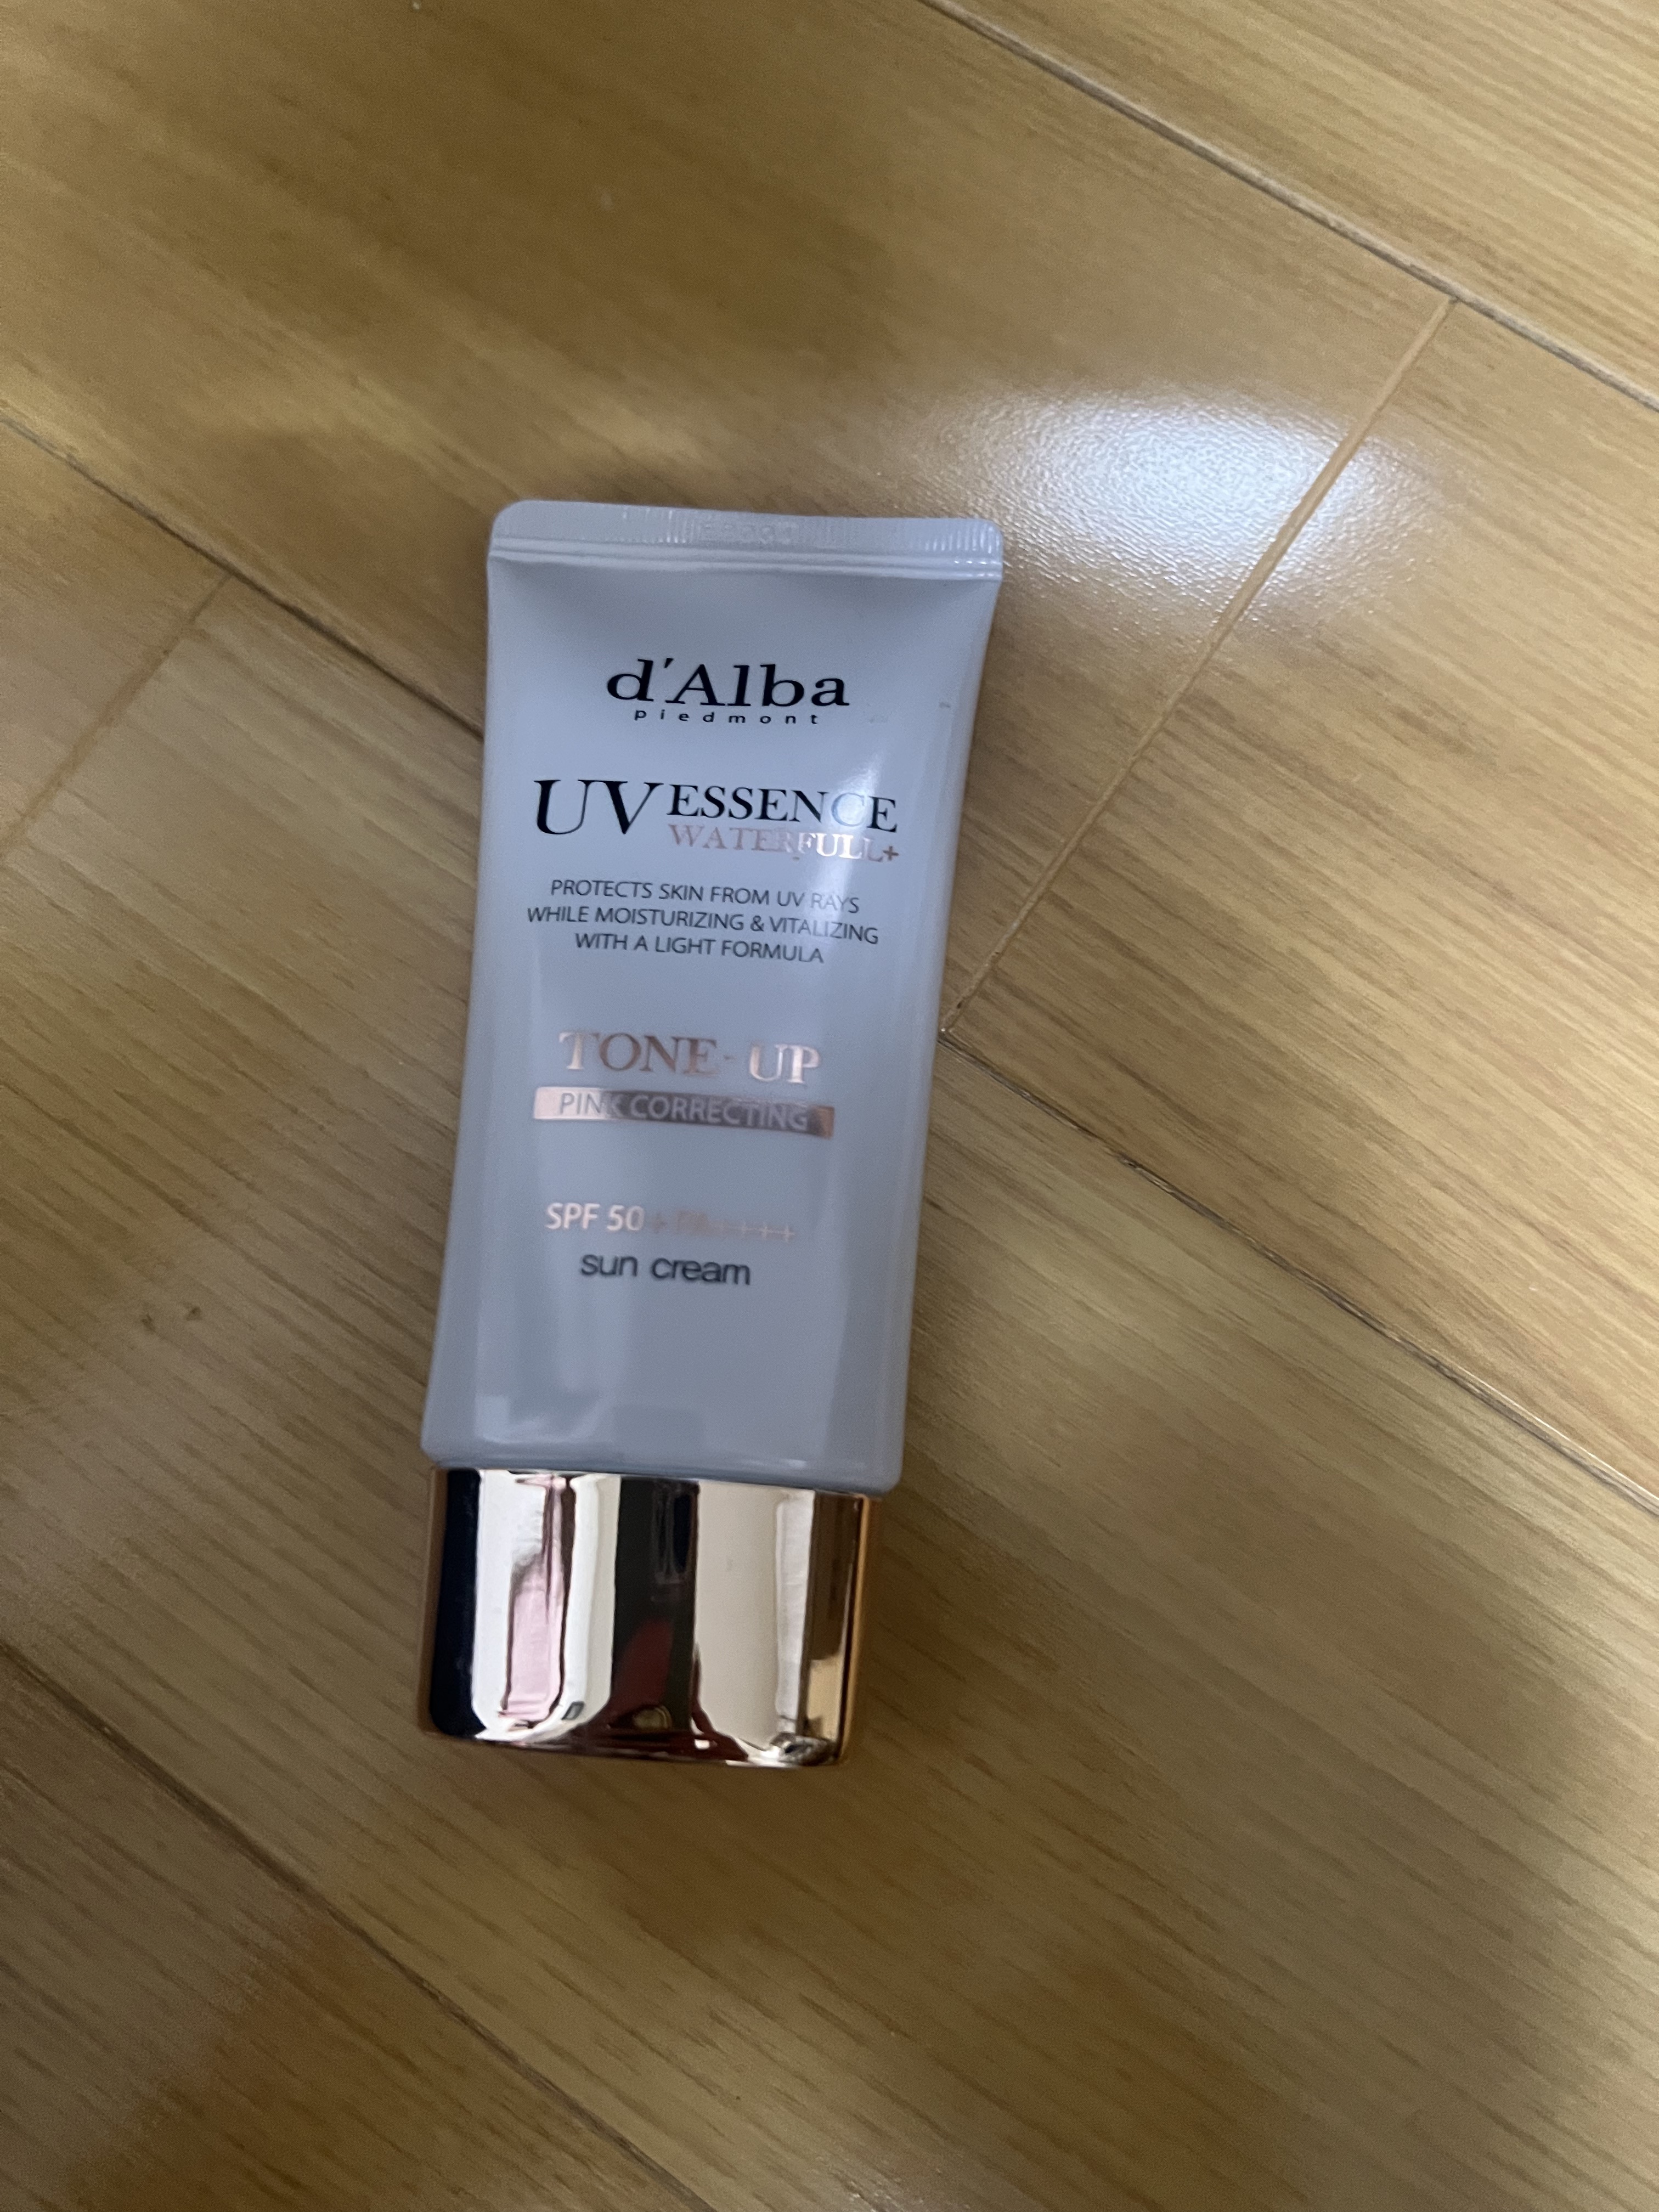 d'Alba
piedmont
UV ESSENCE
WATERFULL+
PROTECTS SKIN FROM UV RAYS
WHILE MOISTURIZING & VITALIZING
WITH A LIGHT FORMULA
TONE-UP
PINK CORRECTING
SPF 50+ PA++++
sun cream